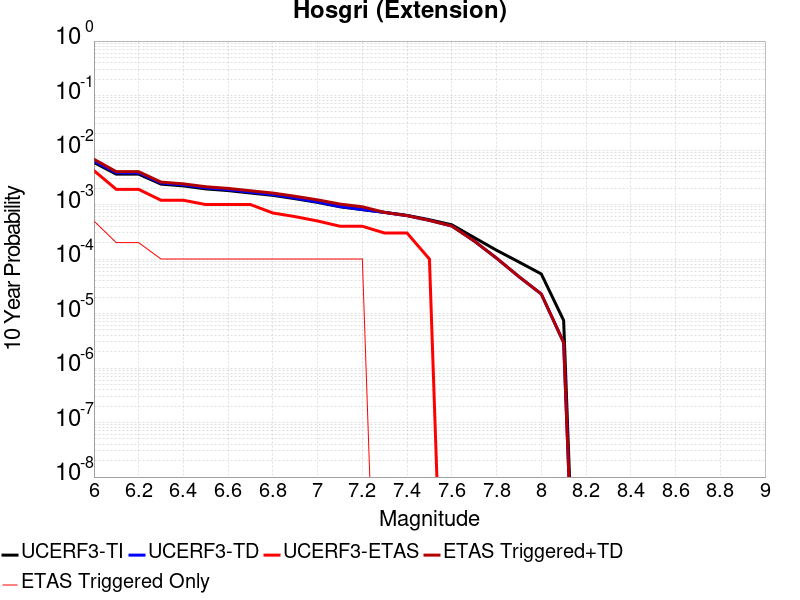 Hosgri (Extension)
10^0
10^-1
10^-2
10^-3
10^-4
10^-5
10^-6
10^-7
10^-8
10 Year Probability
6 6.2 6.4 6.6 6.8 7 7.2 7.4 7.6 7.8 8 8.2 8.4 8.6 8.8 9
Magnitude
UCERF3-TI UCERF3-TD UCERF3-ETAS ETAS Triggered+TD
ETAS Triggered Only